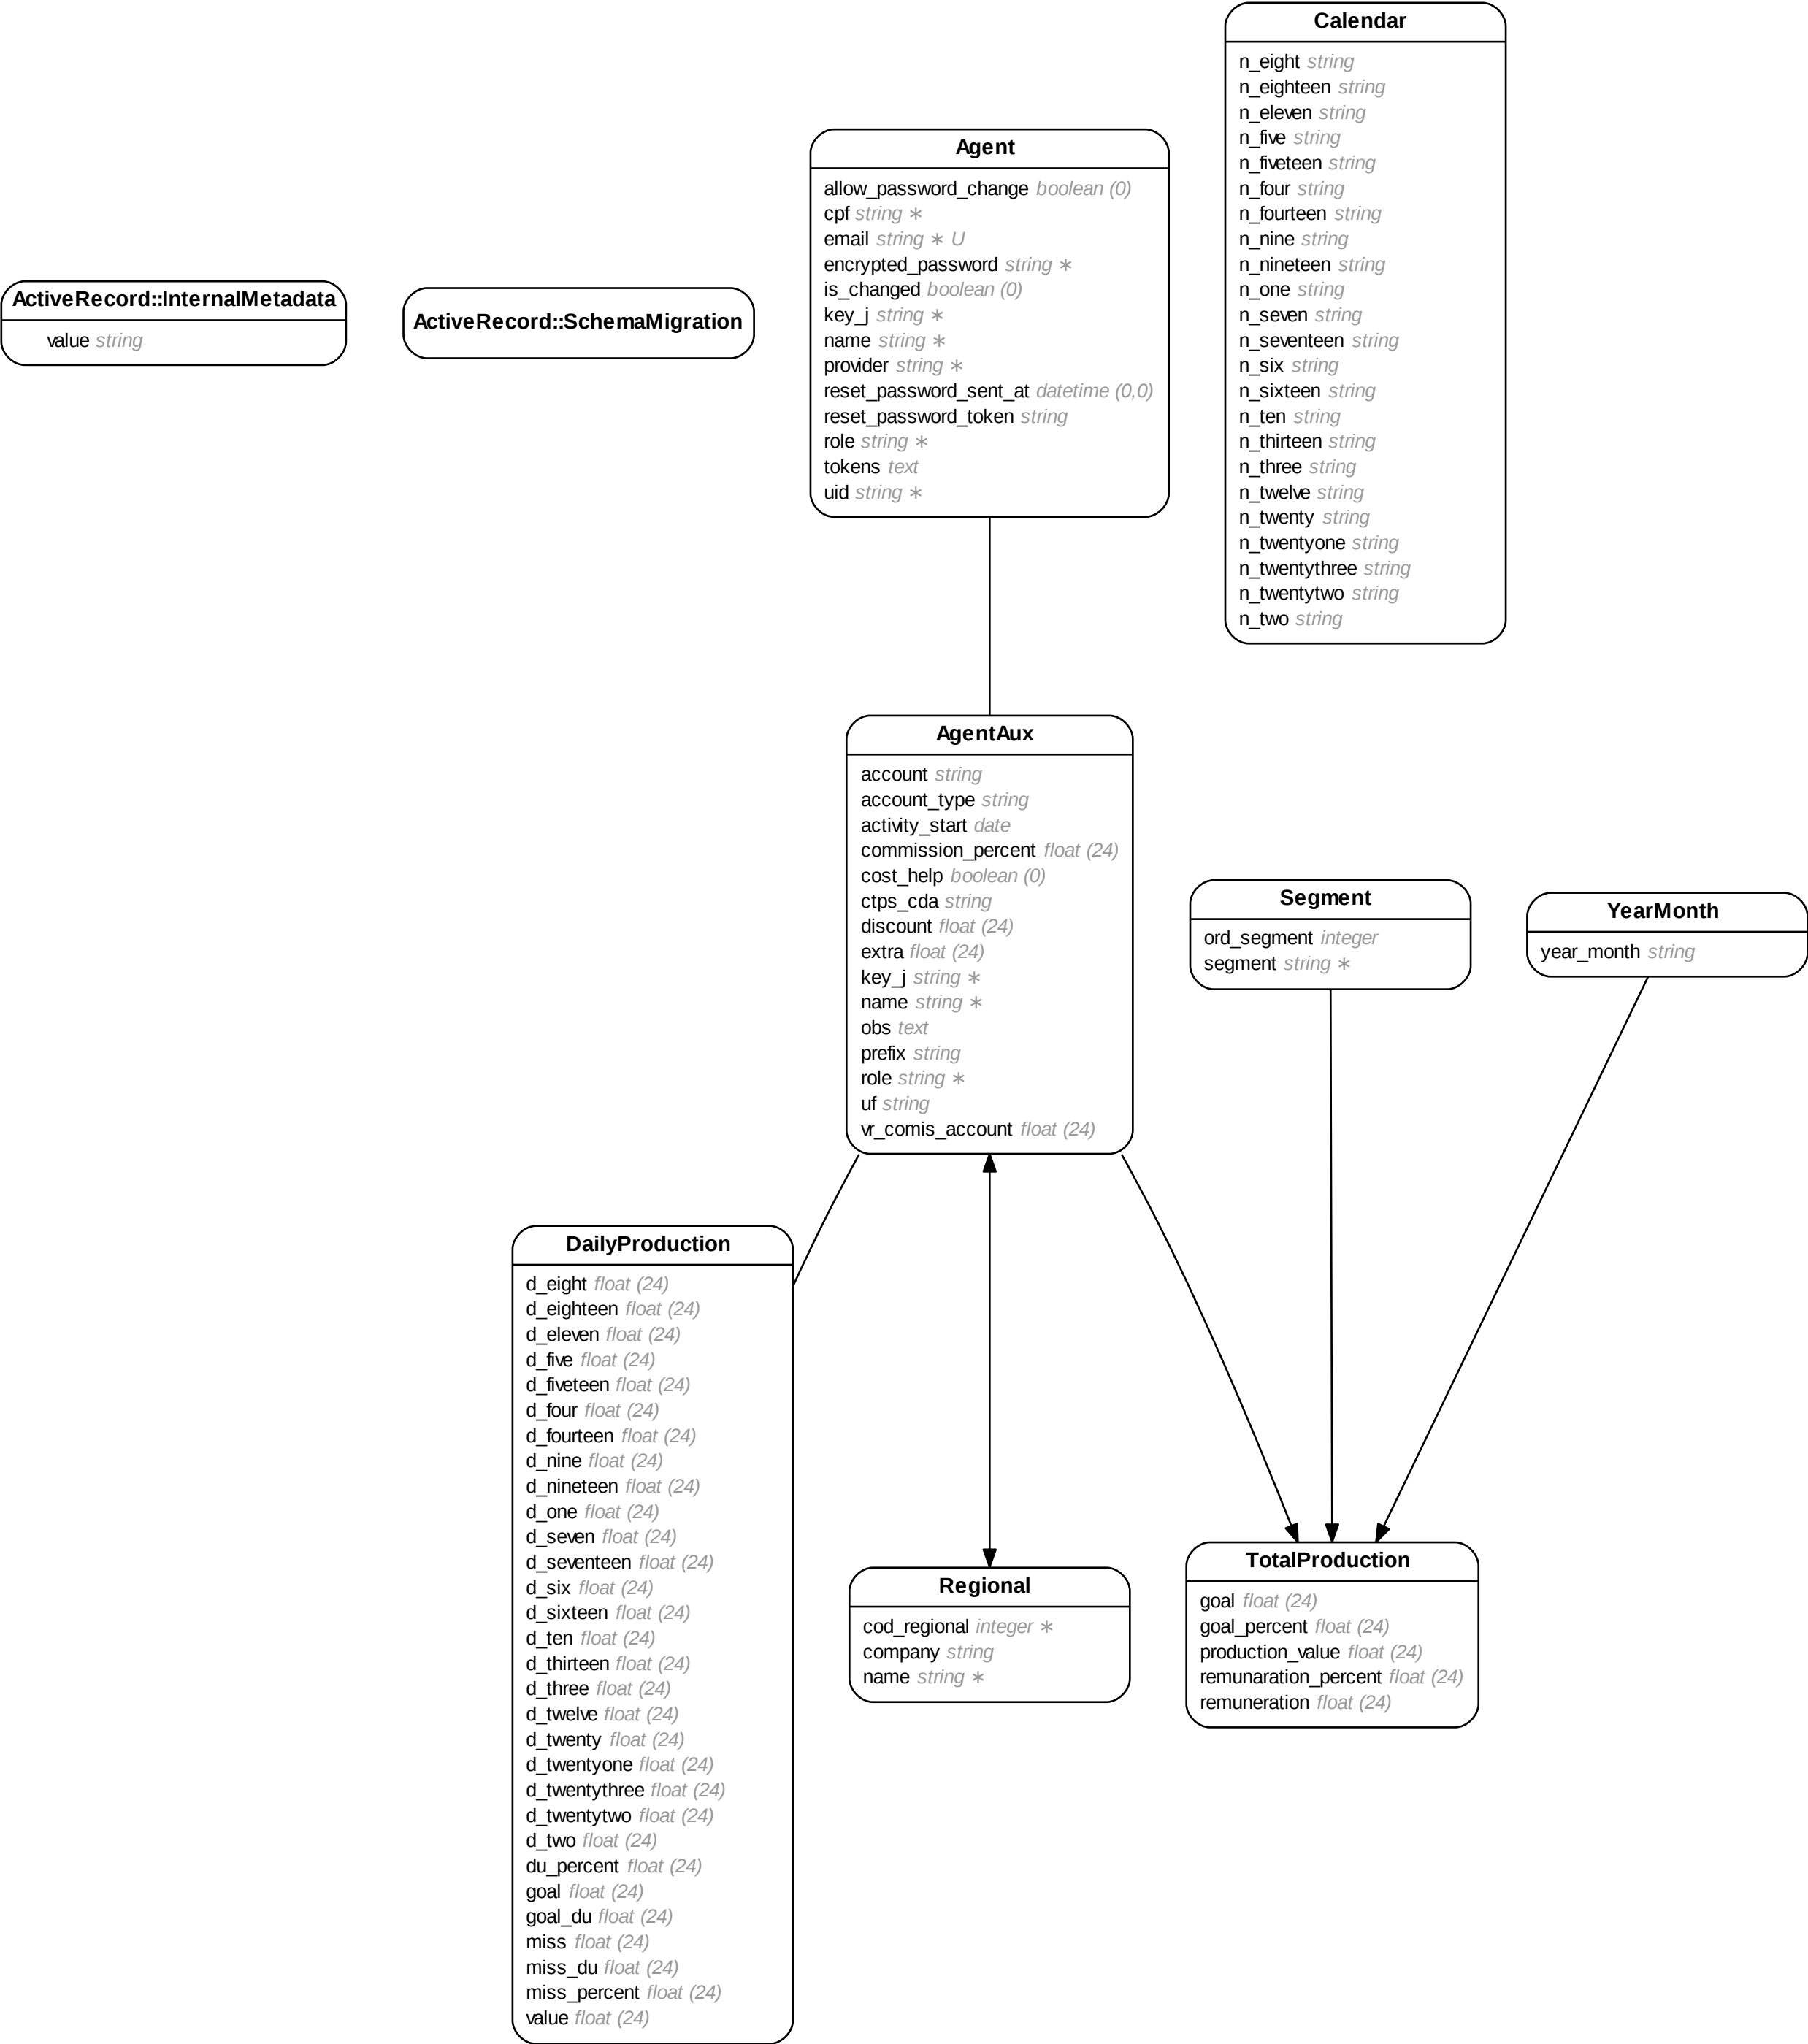 Calendar
n_eight string
n_eighteen string
n_eleven string
n_five string
n_fiveteen string
n_four string
n_fourteen string
n_nine string
n_nineteen string
n_one string
n_seven string
n_seventeen string
n_six string
n_sixteen string
n_ten string
n_thirteen string
n_three string
n_twelve string
n_twenty string
n_twentyone string
n_twentythree string
n_twentytwo string
n_two string
Agent
allow_password_change boolean (0)
cpf string ∗
email string ∗ U
encrypted_password string ∗
is_changed boolean (0)
key_j string ∗
name string ∗
provider string ∗
reset_password_sent_at datetime (0,0)
reset_password_token string
role string ∗
tokens text
uid string ∗
ActiveRecord::InternalMetadata
value string
ActiveRecord::SchemaMigration
AgentAux
account string
account_type string
activity_start date
commission_percent float (24)
cost_help boolean (0)
ctps_cda string
discount float (24)
extra float (24)
key_j string ∗
name string ∗
obs text
prefix string
role string ∗
uf string
vr_comis_account float (24)
Segment
ord_segment integer
segment string ∗
YearMonth
year_month string
DailyProduction
d_eight float (24)
d_eighteen float (24)
d_eleven float (24)
d_five float (24)
d_fiveteen float (24)
d_four float (24)
d_fourteen float (24)
d_nine float (24)
d_nineteen float (24)
d_one float (24)
d_seven float (24)
d_seventeen float (24)
d_six float (24)
d_sixteen float (24)
d_ten float (24)
d_thirteen float (24)
d_three float (24)
d_twelve float (24)
d_twenty float (24)
d_twentyone float (24)
d_twentythree float (24)
d_twentytwo float (24)
d_two float (24)
du_percent float (24)
goal float (24)
goal_du float (24)
miss float (24)
miss_du float (24)
miss_percent float (24)
value float (24)
Regional
cod_regional integer ∗
company string
name string ∗
TotalProduction
goal float (24)
goal_percent float (24)
production_value float (24)
remunaration_percent float (24)
remuneration float (24)